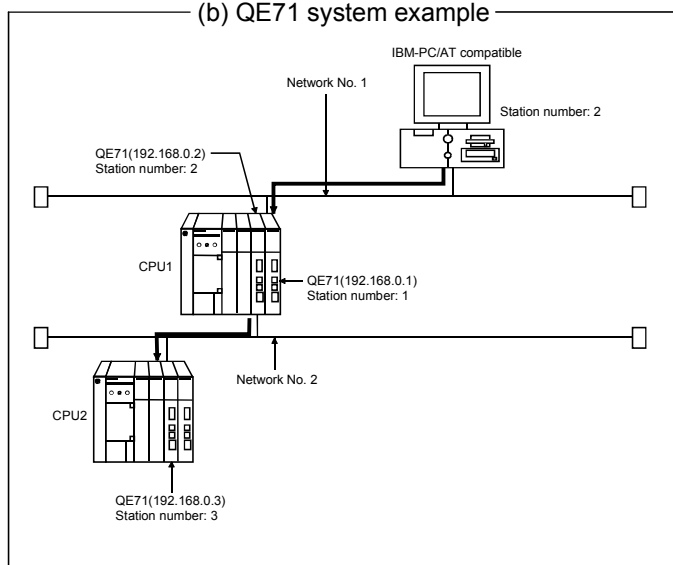 (b) QE71 system example
IBM-PC/AT compatible
Network No. 1
Station number: 2
QE71(192.168.0.2)
Station number: 2
CPU1
QE71(192.168.0.1)
Station number: 1
Network No. 2
CPU2
QE71(192.168.0.3)
Station number: 3